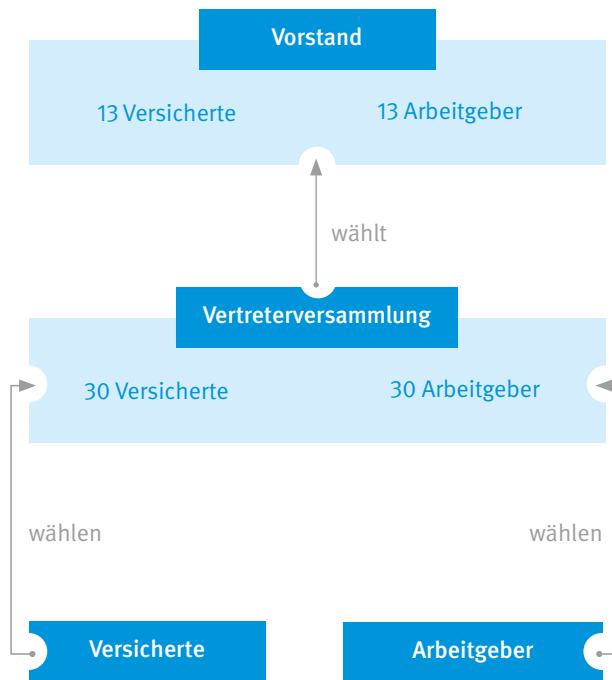 Vorstand
13 Versicherte
13 Arbeitgeber
wählt
Vertreterversammlung
30 Versicherte
30 Arbeitgeber
wählen
wählen
Versicherte
Arbeitgeber